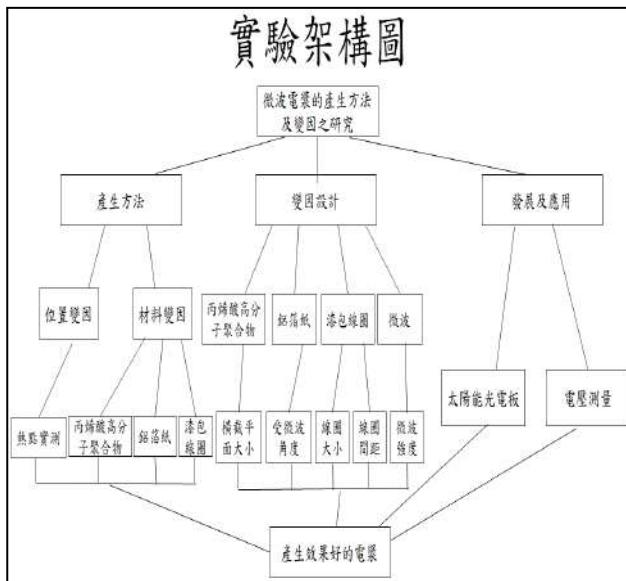 實驗架構圖
微波電漿的產生方法
及變因之研究
產生方法
變因設計
發展及應用
位置變因
材料變因
丙烯酸高分
子聚合物
鋁箔紙
漆包線圈
微波
太陽能光電板
電壓測量
熱點實測
丙烯酸高分
子聚合物
鋁箔紙
漆包
線圈
橫截平
面大小
受微波
角度
線圈
大小
線圈
間距
微波
強度
產生效果好的電漿